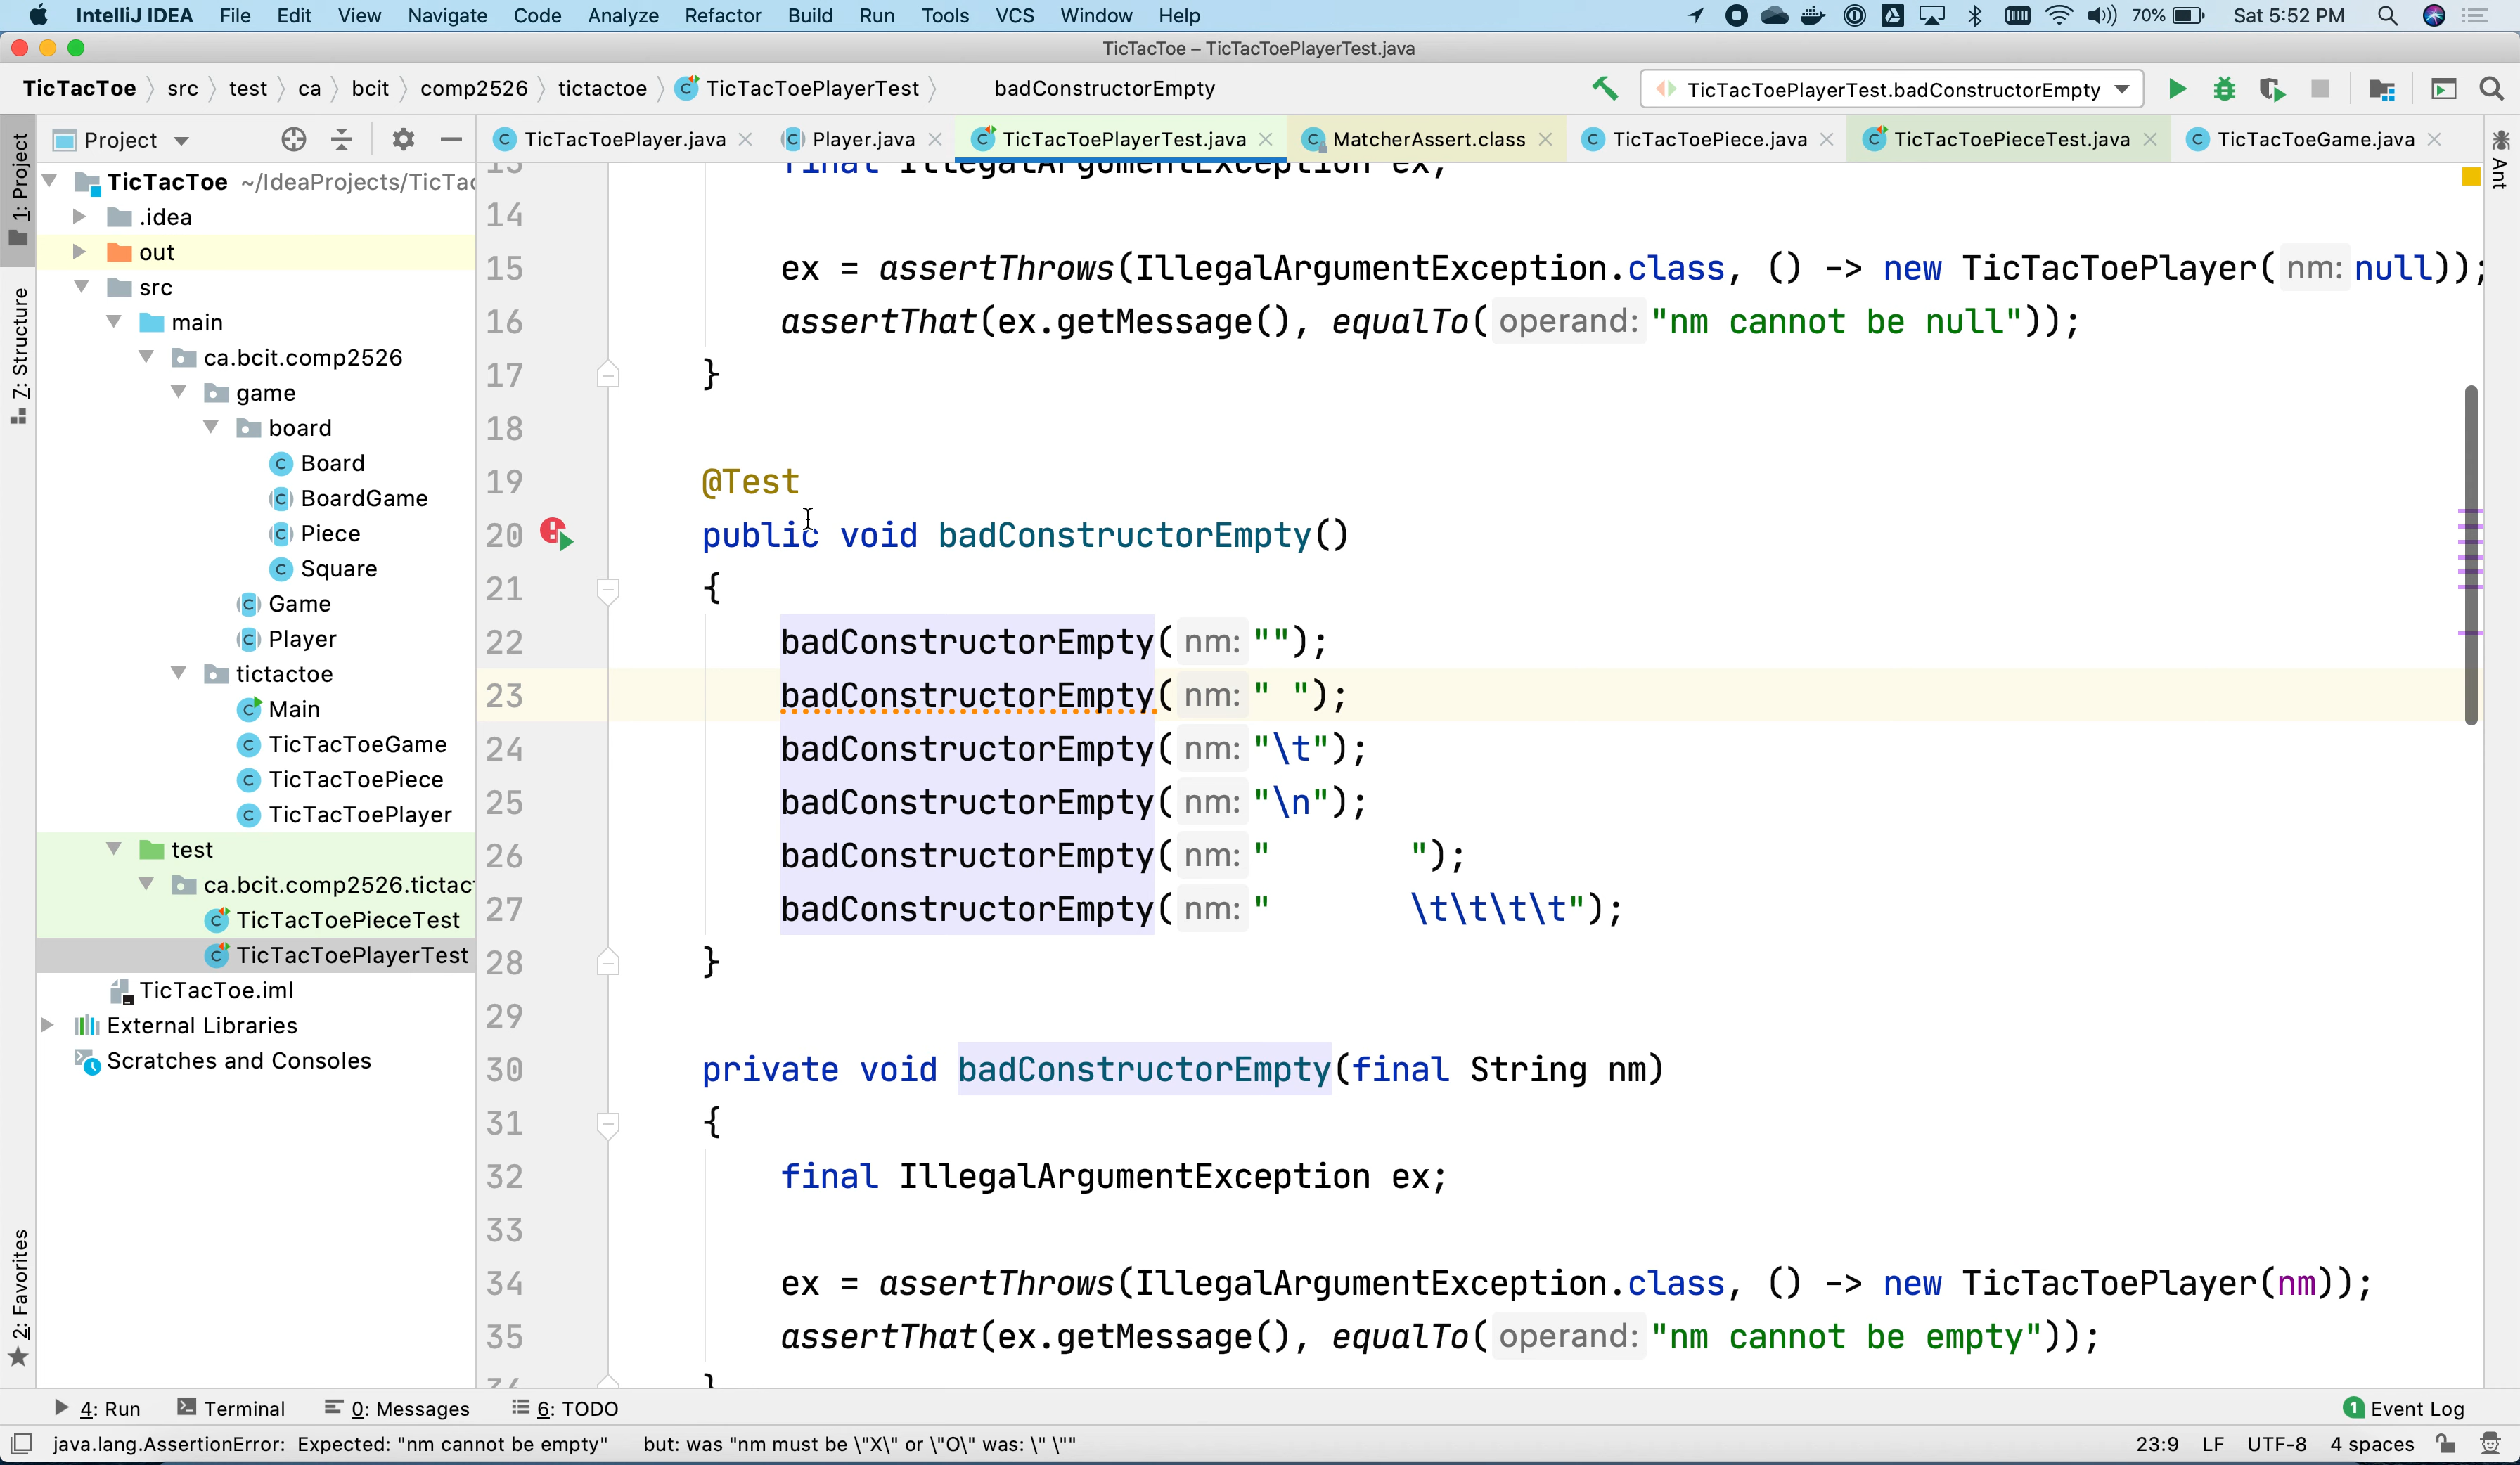 IntelliJ IDEA File Edit View Navigate Code Analyze Refactor Build Run Tools VCS Window Help 70% Sat 5:52 PM
TicTacToe – TicTacToePlayerTest.java
TicTacToe src test ca bcit comp2526 tictactoe TicTacToePlayerTest badConstructorEmpty TicTacToePlayerTest.badConstructorEmpty
Project TicTacToePlayer.java Player.java TicTacToePlayerTest.java MatcherAssert.class TicTacToePiece.java TicTacToePieceTest.java TicTacToeGame.java
1: Project
7: Structure
2: Favorites
Ant
TicTacToe ~/IdeaProjects/TicTac
.idea
out
src
main
ca.bcit.comp2526
game
board
Board
BoardGame
Piece
Square
Game
Player
tictactoe
Main
TicTacToeGame
TicTacToePiece
TicTacToePlayer
test
ca.bcit.comp2526.tictact
TicTacToePieceTest
TicTacToePlayerTest
TicTacToe.iml
External Libraries
Scratches and Consoles
13 final IllegalArgumentException ex;
14
15 ex = assertThrows(IllegalArgumentException.class, () -> new TicTacToePlayer( nm: null));
16 assertThat(ex.getMessage(), equalTo( operand: "nm cannot be null"));
17 }
18
19 @Test
20 public void badConstructorEmpty()
21 {
22 badConstructorEmpty( nm: "");
23 badConstructorEmpty( nm: " ");
24 badConstructorEmpty( nm: "\t");
25 badConstructorEmpty( nm: "\n");
26 badConstructorEmpty( nm: "       ");
27 badConstructorEmpty( nm: "       \t\t\t\t");
28 }
29
30 private void badConstructorEmpty(final String nm)
31 {
32 final IllegalArgumentException ex;
33
34 ex = assertThrows(IllegalArgumentException.class, () -> new TicTacToePlayer(nm));
35 assertThat(ex.getMessage(), equalTo( operand: "nm cannot be empty"));
36 }
4: Run Terminal 0: Messages 6: TODO 1 Event Log
java.lang.AssertionError: Expected: "nm cannot be empty" but: was "nm must be \"X\" or \"O\" was: \" \"" 23:9 LF UTF-8 4 spaces